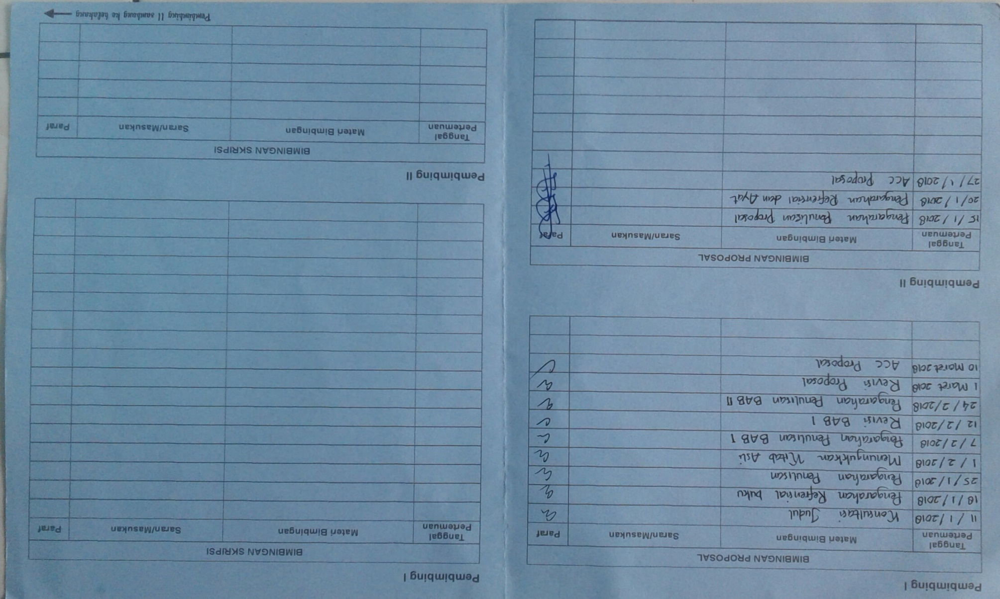 Pembimbing I
BIMBINGAN PROPOSAL
Tanggal Pertemuan Materi Bimbingan Saran/Masukan Paraf
11 / 1 / 2018 Konsultasi Judul
18 / 1 / 2018 Pengarahan Refrensial buku
25 / 1 / 2018 Pengarahan Penulisan
1 / 2 / 2018 Menunjukkan Kitab Asli
7 / 2 / 2018 Pengarahan Penulisan BAB I
12 / 2 / 2018 Revisi BAB I
24 / 2 / 2018 Pengarahan Penulisan BAB II
1 Maret 2018 Revisi Proposal
10 Maret 2018 Acc Proposal
Pembimbing II
BIMBINGAN PROPOSAL
Tanggal Pertemuan Materi Bimbingan Saran/Masukan Paraf
15 / 1 / 2018 Pengarahan Penulisan Proposal
20 / 1 / 2018 Pengarahan Refrensial dan Ayat
27 / 1 / 2018 Acc Proposal
Pembimbing I
BIMBINGAN SKRIPSI
Tanggal Pertemuan Materi Bimbingan Saran/Masukan Paraf
Pembimbing II
BIMBINGAN SKRIPSI
Tanggal Pertemuan Materi Bimbingan Saran/Masukan Paraf
Pembimbing II sambung ke belakang